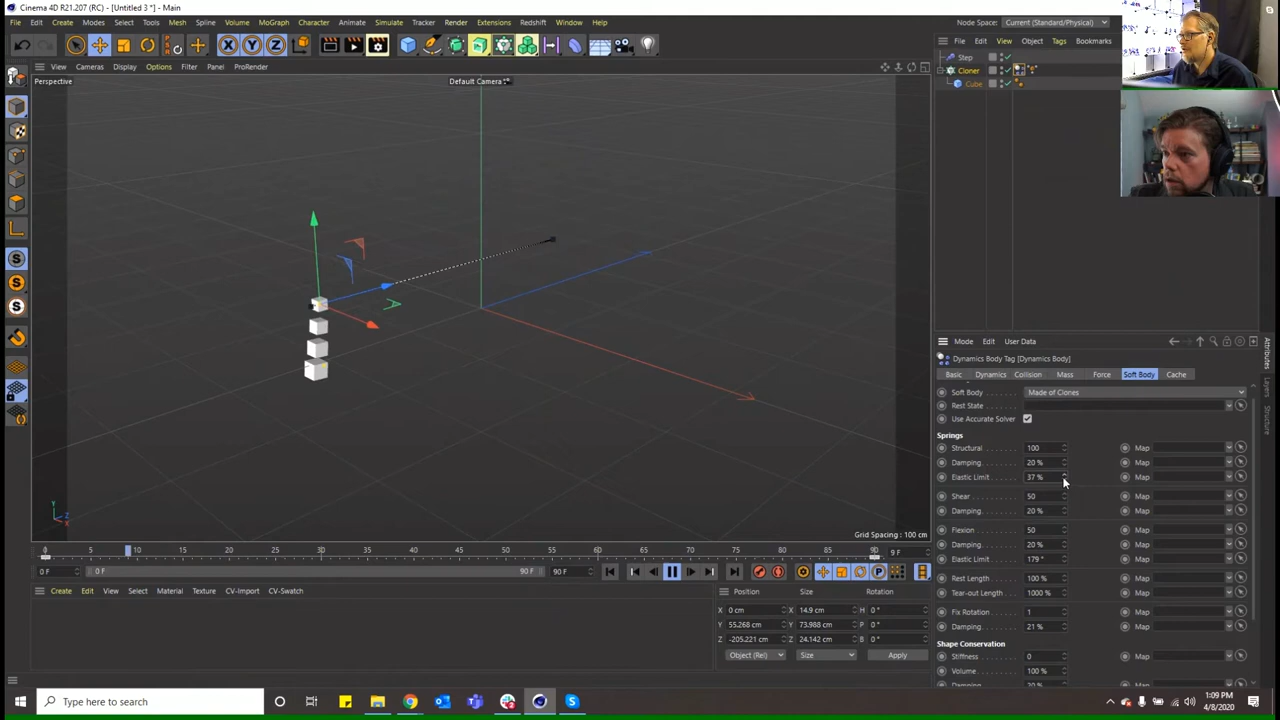 Cinema 4D R21.207 (RC) - [Untitled 3 *] - Main
File Edit Create Modes Select Tools Mesh Spline Volume MoGraph Character Animate Simulate Tracker Render Extensions Redshift Window Help
Node Space: Current (Standard/Physical)
X Y Z
File Edit View Object Tags Bookmarks
View Cameras Display Options Filter Panel ProRender
Step
Cloner
Cube
Perspective
Default Camera
Mode Edit User Data
Dynamics Body Tag [Dynamics Body]
Basic Dynamics Collision Mass Force Soft Body Cache
Soft Body Made of Clones
Rest State
Use Accurate Solver
Springs
Structural 100 Map
Damping 20 % Map
Elastic Limit 37 % Map
Shear 50 Map
Damping 20 % Map
Flexion 50 Map
Damping 20 % Map
Elastic Limit 179 ° Map
Rest Length 100 % Map
Tear-out Length 1000 % Map
Fix Rotation 1 Map
Damping 21 % Map
Shape Conservation
Stiffness 0 Map
Volume 100 % Map
Damping 20 % Map
Attributes
Layers
Structure
Y
Z X
Grid Spacing : 100 cm
0 5 10 15 20 25 30 35 40 45 50 55 60 65 70 75 80 85 90 9 F
0 F 0 F 90 F 90 F
Create Edit View Select Material Texture CV-Import CV-Swatch
Position Size Rotation
X 0 cm X 14.9 cm H 0 °
Y 55.268 cm Y 73.988 cm P 0 °
Z -205.221 cm Z 24.142 cm B 0 °
Object (Rel) Size Apply
Type here to search
1:09 PM
4/8/2020